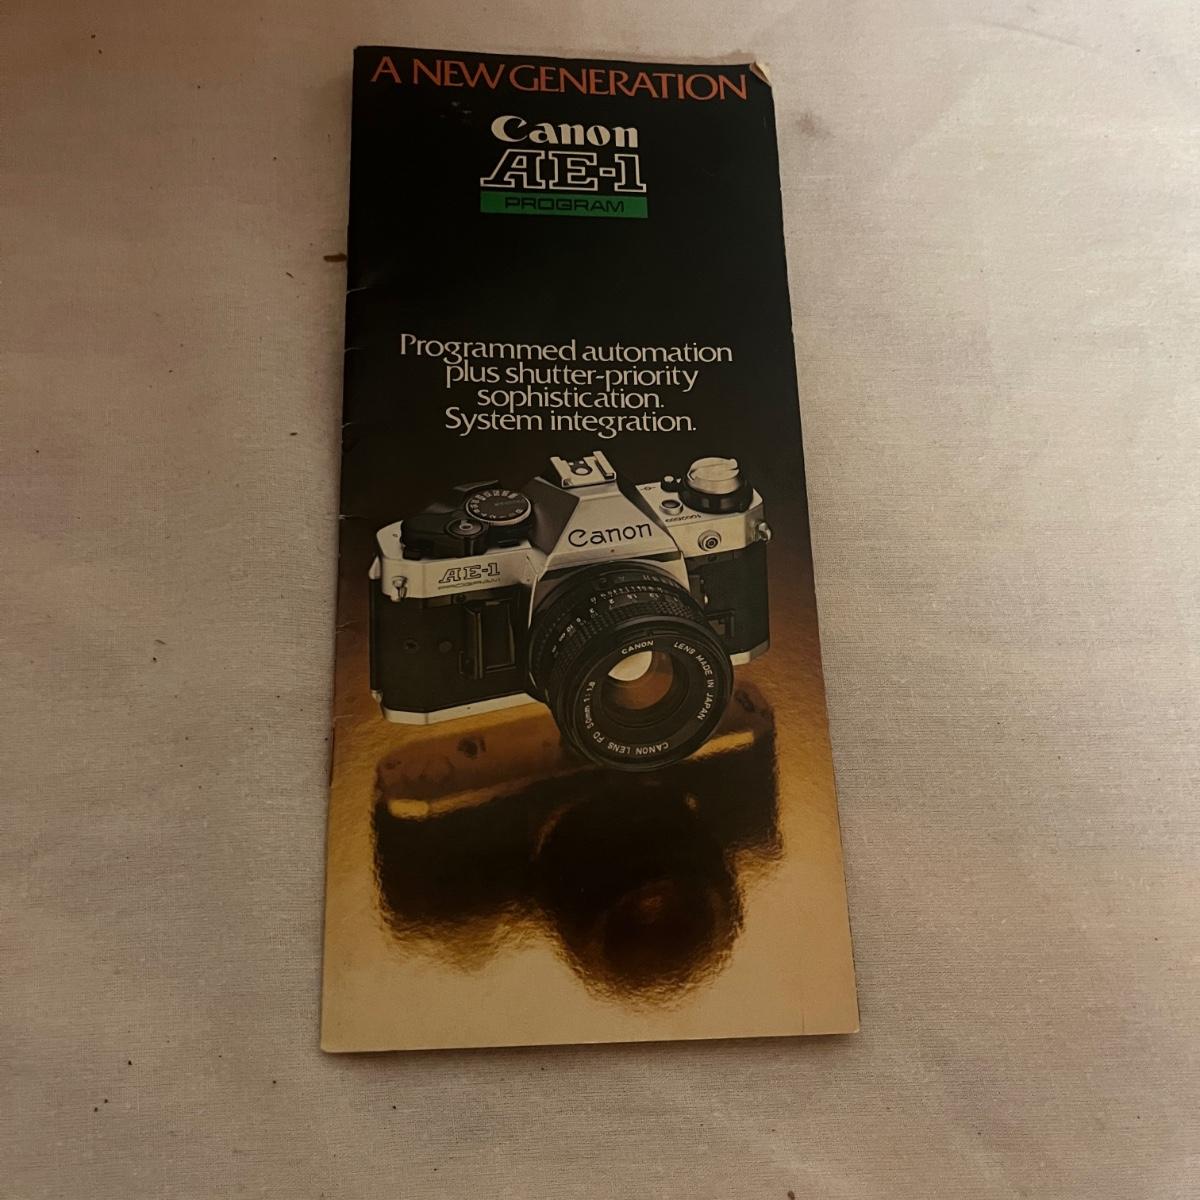 A NEW GENERATION
Canon
AE-1
PROGRAM
Programmed automation
plus shutter-priority
sophistication.
System integration.
Canon
AE-1
PROGRAM
CANON LENS MADE IN JAPAN
CANON LENS FD 50mm 1:1.8